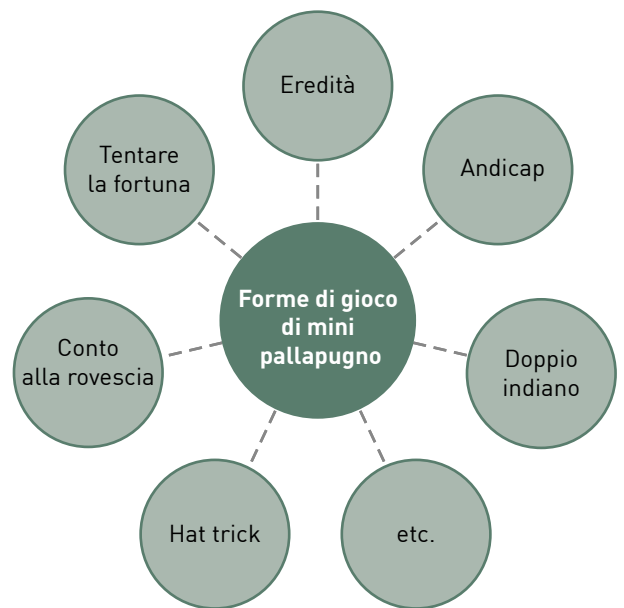 Eredità
Tentare
la fortuna
Andicap
Forme di gioco
di mini
pallapugno
Conto
alla rovescia
Doppio
indiano
Hat trick
etc.